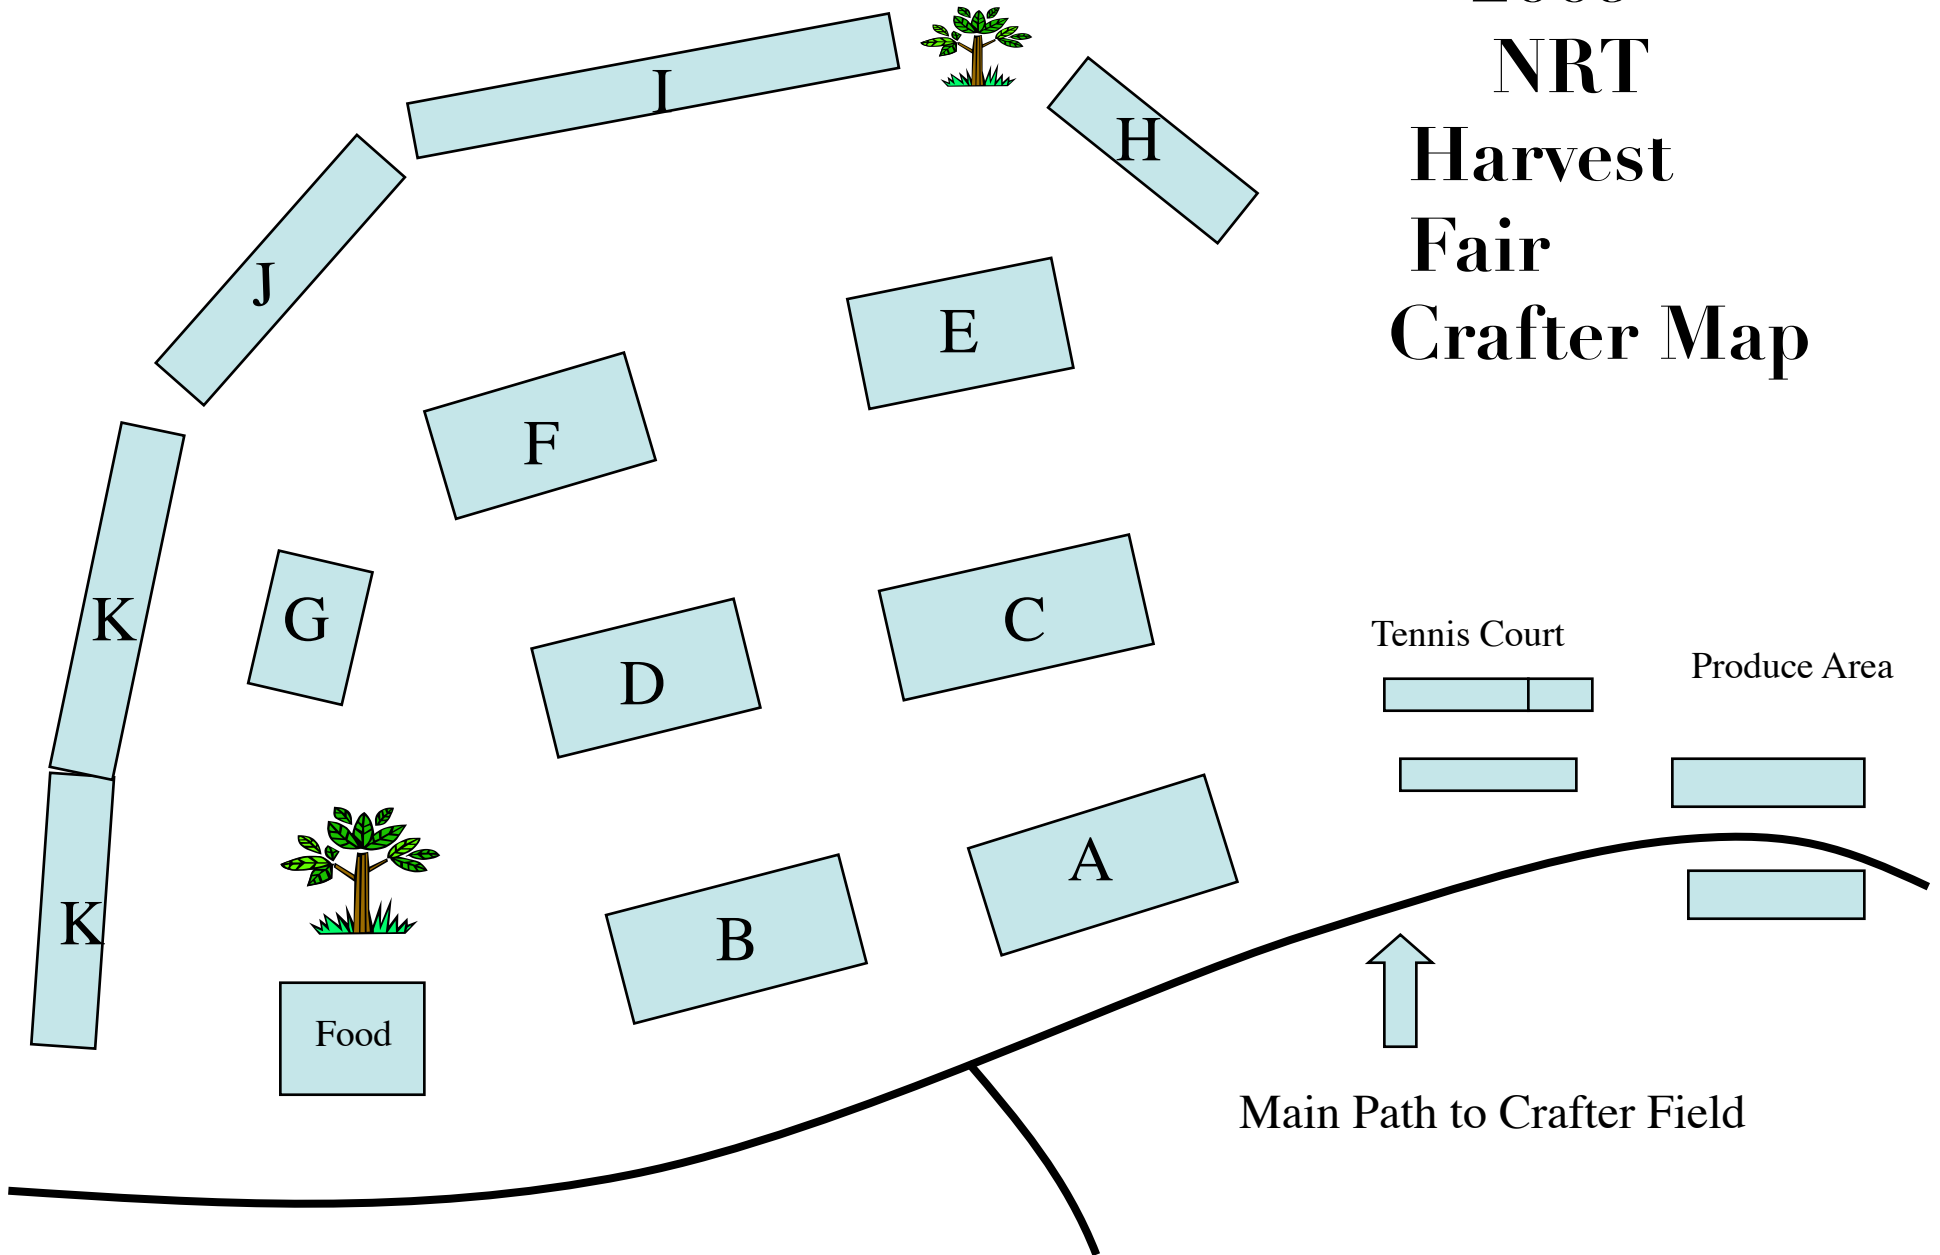 NRT
Harvest
Fair
Crafter Map
I
H
J
E
F
K
G
C
D
Tennis Court
Produce Area
A
K
B
Food
Main Path to Crafter Field